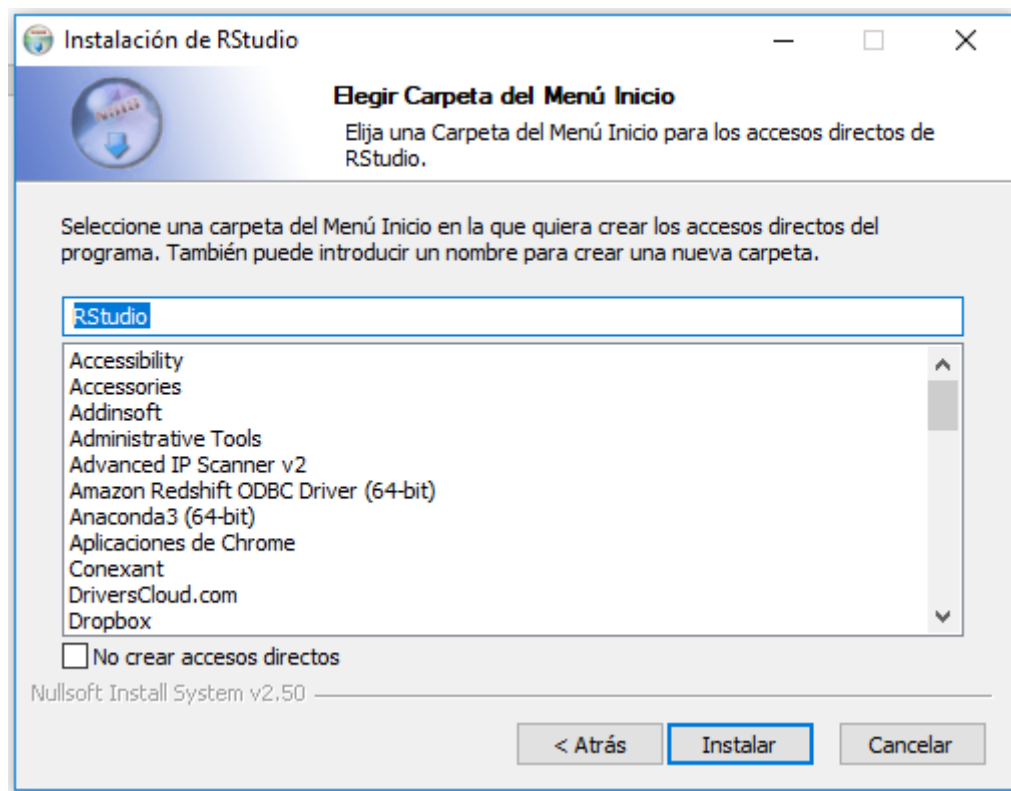 Instalación de RStudio
Elegir Carpeta del Menú Inicio
Elija una Carpeta del Menú Inicio para los accesos directos de
RStudio.
Seleccione una carpeta del Menú Inicio en la que quiera crear los accesos directos del
programa. También puede introducir un nombre para crear una nueva carpeta.
RStudio
Accessibility
Accessories
Addinsoft
Administrative Tools
Advanced IP Scanner v2
Amazon Redshift ODBC Driver (64-bit)
Anaconda3 (64-bit)
Aplicaciones de Chrome
Conexant
DriversCloud.com
Dropbox
No crear accesos directos
Nullsoft Install System v2.50
< Atrás
Instalar
Cancelar